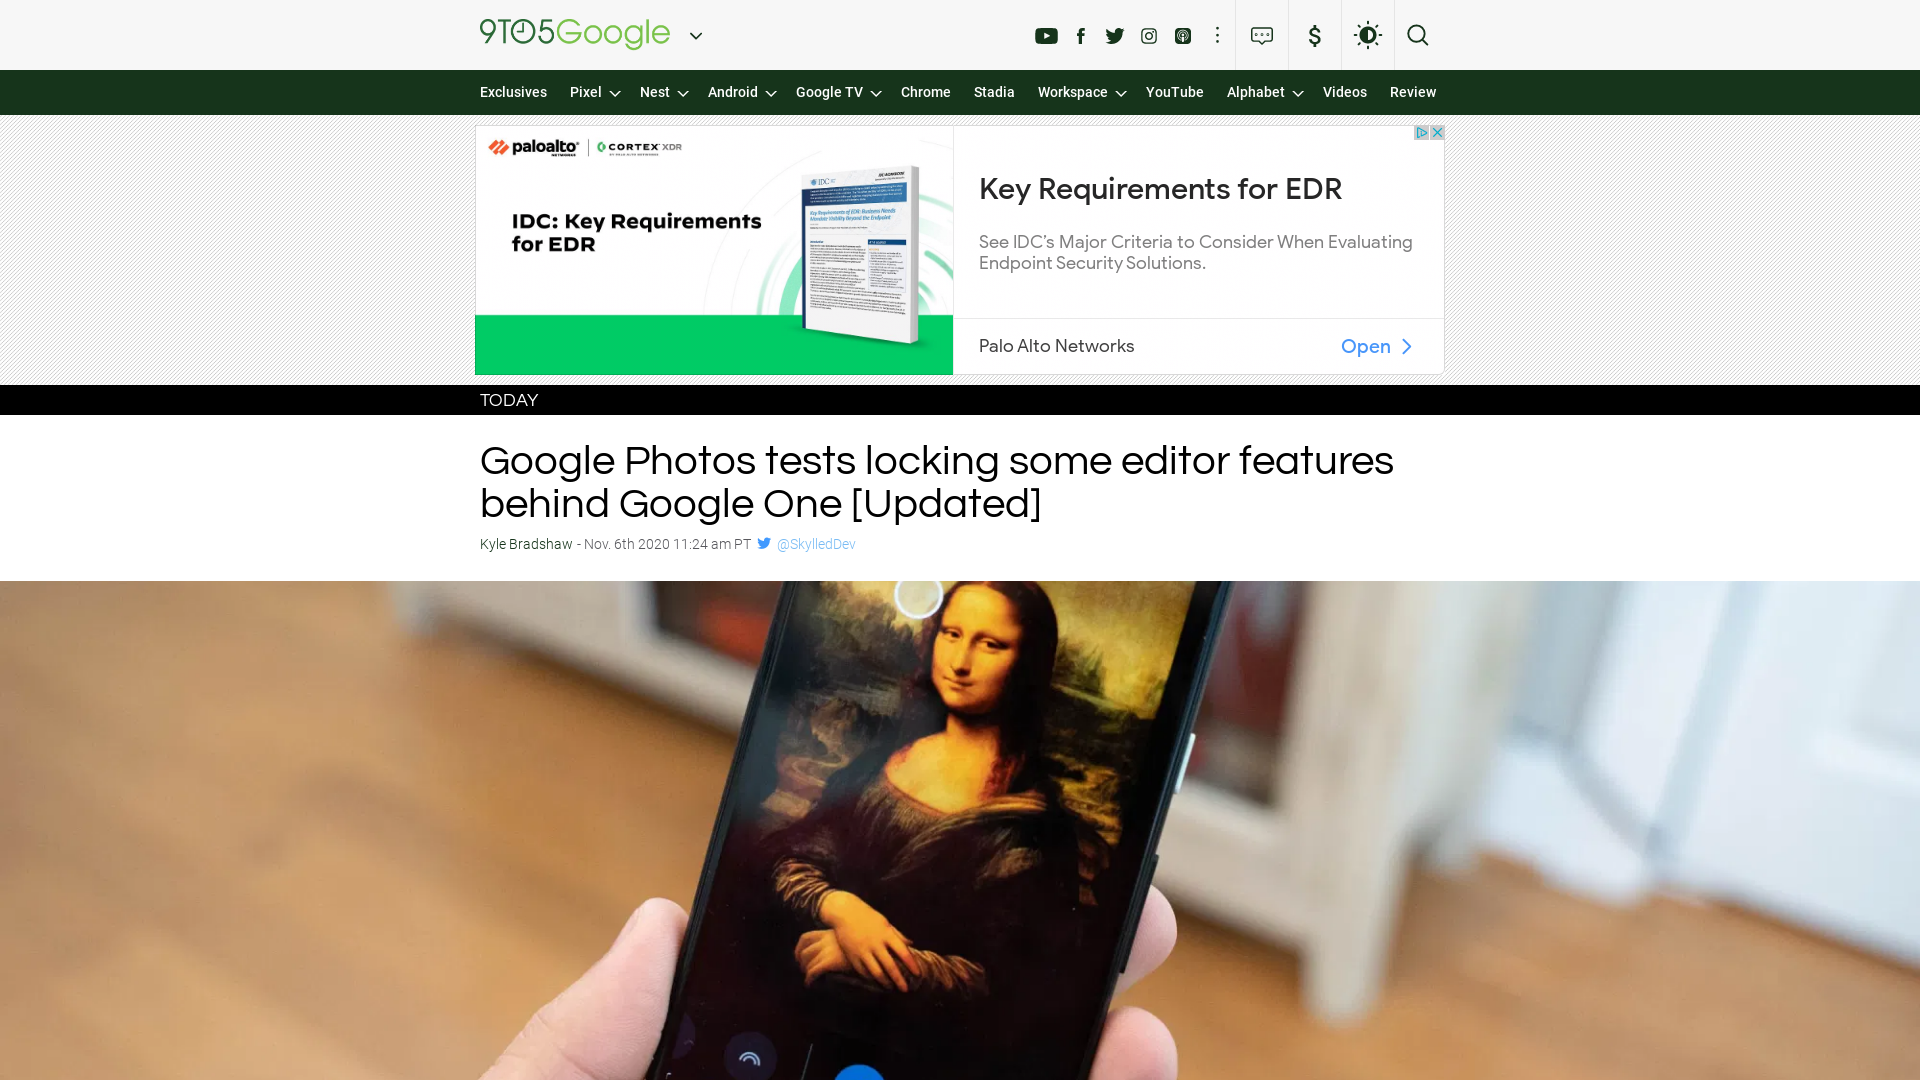 9TO5Google
Exclusives Pixel Nest Android Google TV Chrome Stadia Workspace YouTube Alphabet Videos Review
paloalto NETWORKS CORTEX XDR
IDC: Key Requirements
for EDR
IDC
Key Requirements for EDR
See IDC's Major Criteria to Consider When Evaluating
Endpoint Security Solutions.
Palo Alto Networks
Open
TODAY
Google Photos tests locking some editor features
behind Google One [Updated]
Kyle Bradshaw - Nov. 6th 2020 11:24 am PT @SkylledDev